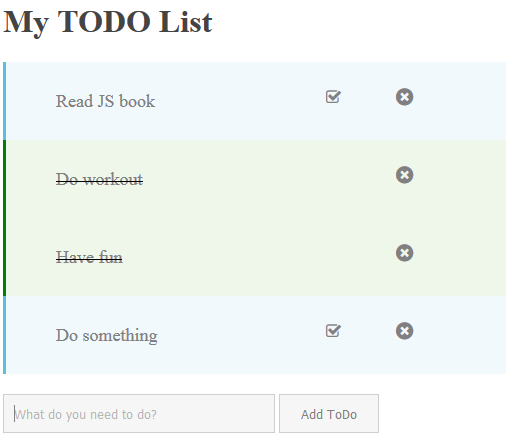 My TODO List
Read JS book
Do workout
Have fun
Do something
What do you need to do?
Add ToDo